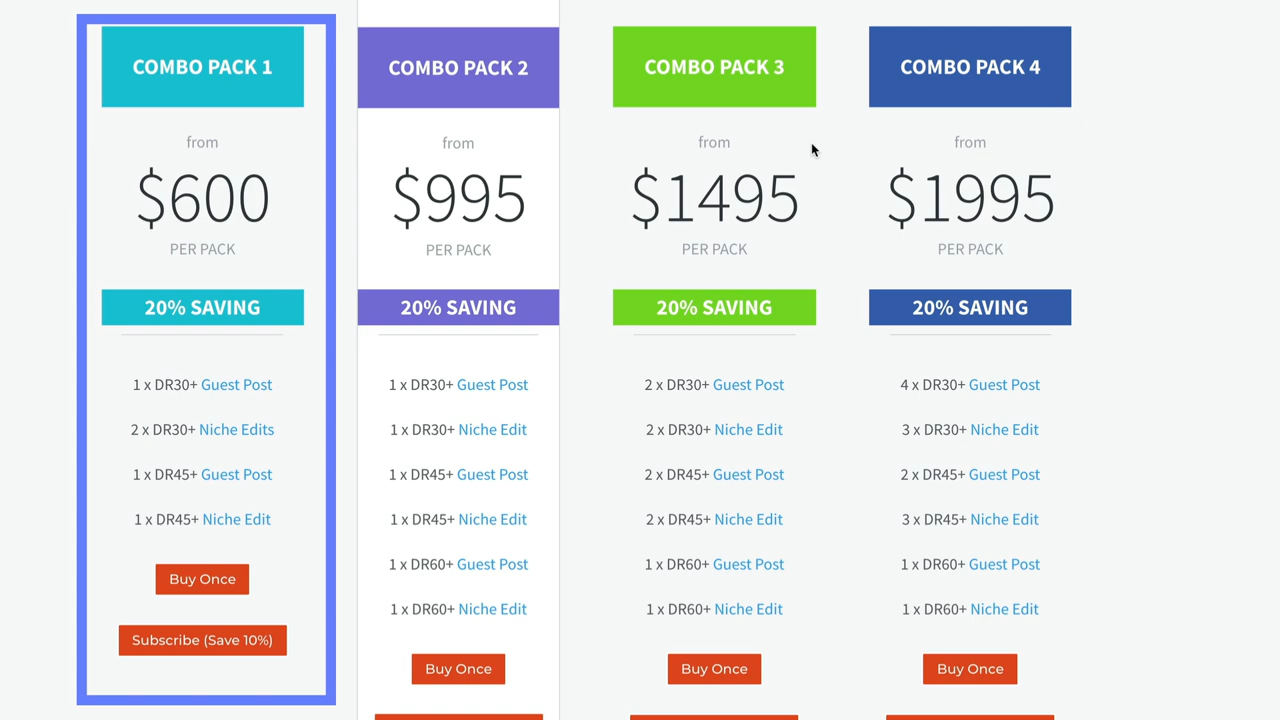 COMBO PACK 1
from
$600
PER PACK
20% SAVING
1 x DR30+ Guest Post
2 x DR30+ Niche Edits
1 x DR45+ Guest Post
1 x DR45+ Niche Edit
Buy Once
Subscribe (Save 10%)
COMBO PACK 2
from
$995
PER PACK
20% SAVING
1 x DR30+ Guest Post
1 x DR30+ Niche Edit
1 x DR45+ Guest Post
1 x DR45+ Niche Edit
1 x DR60+ Guest Post
1 x DR60+ Niche Edit
Buy Once
COMBO PACK 3
from
$1495
PER PACK
20% SAVING
2 x DR30+ Guest Post
2 x DR30+ Niche Edit
2 x DR45+ Guest Post
2 x DR45+ Niche Edit
1 x DR60+ Guest Post
1 x DR60+ Niche Edit
Buy Once
COMBO PACK 4
from
$1995
PER PACK
20% SAVING
4 x DR30+ Guest Post
3 x DR30+ Niche Edit
2 x DR45+ Guest Post
3 x DR45+ Niche Edit
1 x DR60+ Guest Post
1 x DR60+ Niche Edit
Buy Once